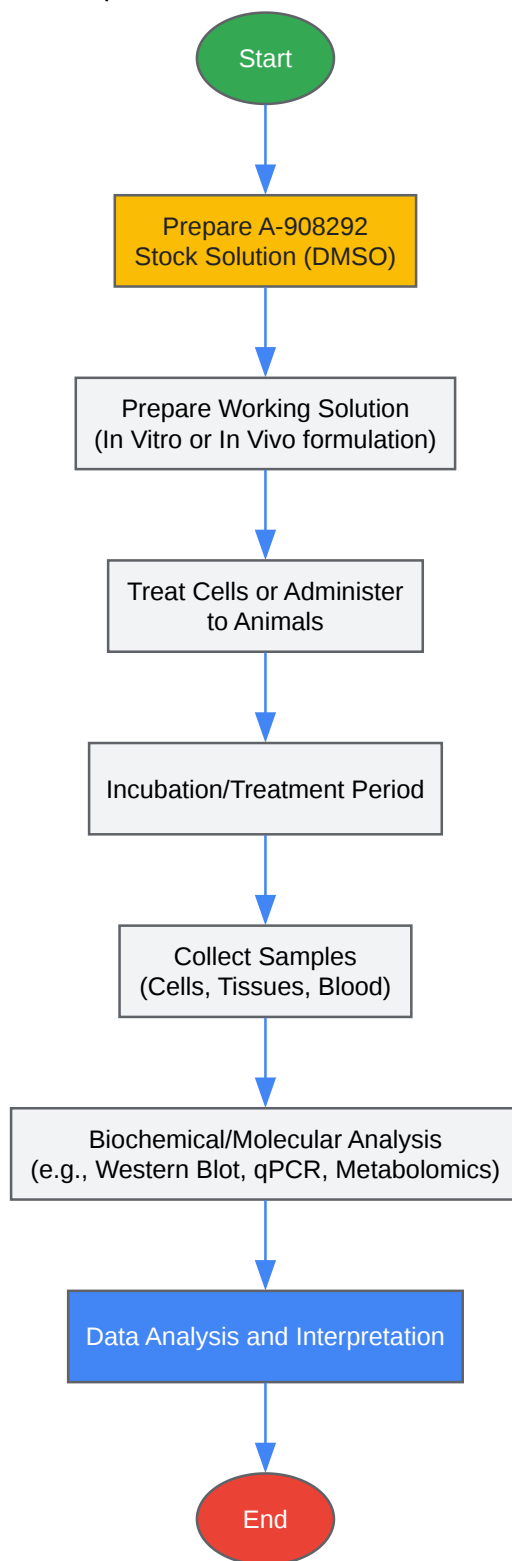 Start
Prepare A-908292
Stock Solution (DMSO)
Prepare Working Solution
(In Vitro or In Vivo formulation)
Treat Cells or Administer
to Animals
Incubation/Treatment Period
Collect Samples
(Cells, Tissues, Blood)
Biochemical/Molecular Analysis
(e.g., Western Blot, qPCR, Metabolomics)
Data Analysis and Interpretation
End